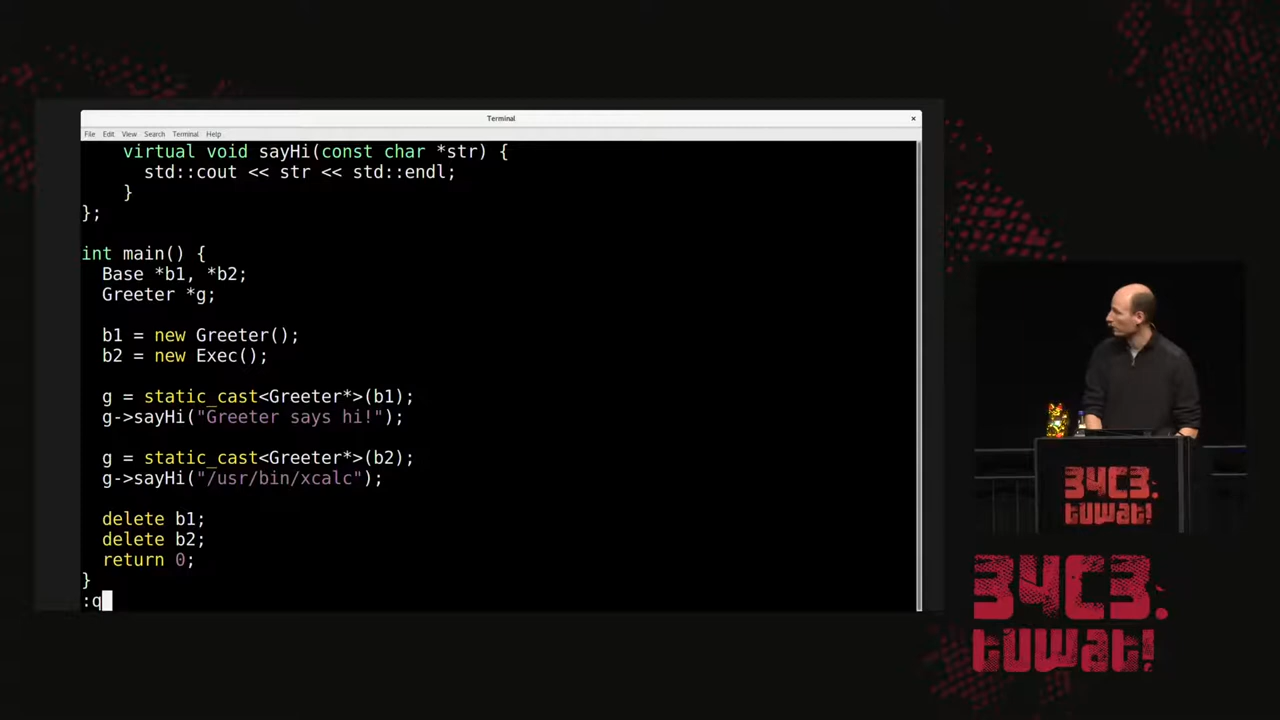 Terminal
File Edit View Search Terminal Help
    virtual void sayHi(const char *str) {
      std::cout << str << std::endl;
    }
};
int main() {
  Base *b1, *b2;
  Greeter *g;
  b1 = new Greeter();
  b2 = new Exec();
  g = static_cast<Greeter*>(b1);
  g->sayHi("Greeter says hi!");
  g = static_cast<Greeter*>(b2);
  g->sayHi("/usr/bin/xcalc");
  delete b1;
  delete b2;
  return 0;
}
:q
34C3.
tuwat!
34C3.
tuwat!